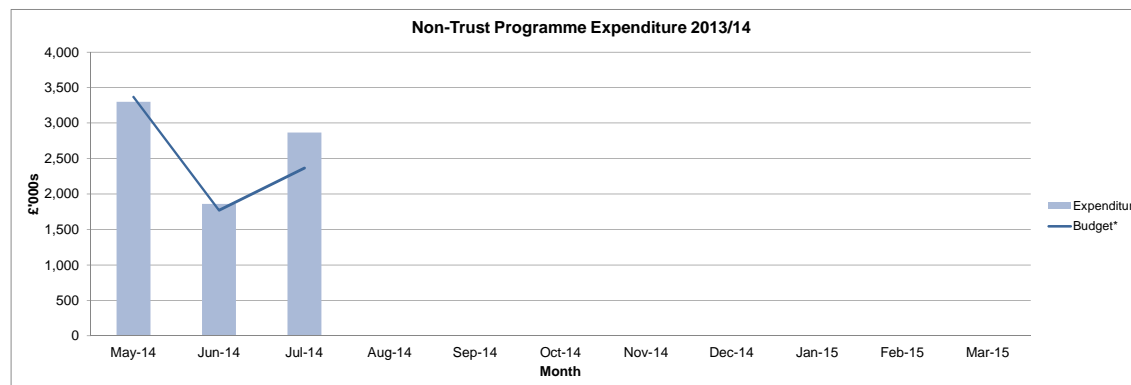 Non-Trust Programme Expenditure 2013/14
4,000
3,500
3,000
2,500
2,000
1,500
1,000
500
0
£'000s
May-14 Jun-14 Jul-14 Aug-14 Sep-14 Oct-14 Nov-14 Dec-14 Jan-15 Feb-15 Mar-15
Month
Expenditur
Budget*